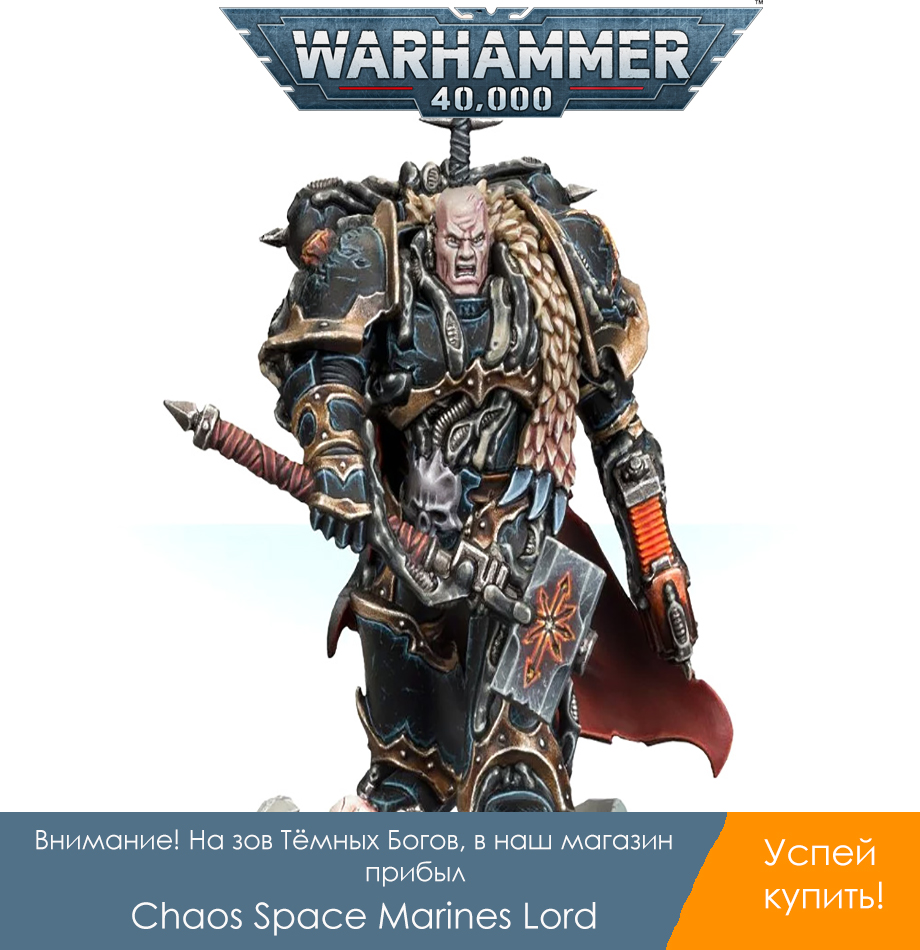 WARHAMMER
40,000
Внимание! На зов Тёмных Богов, в наш магазин
прибыл
Chaos Space Marines Lord
Успей
купить!